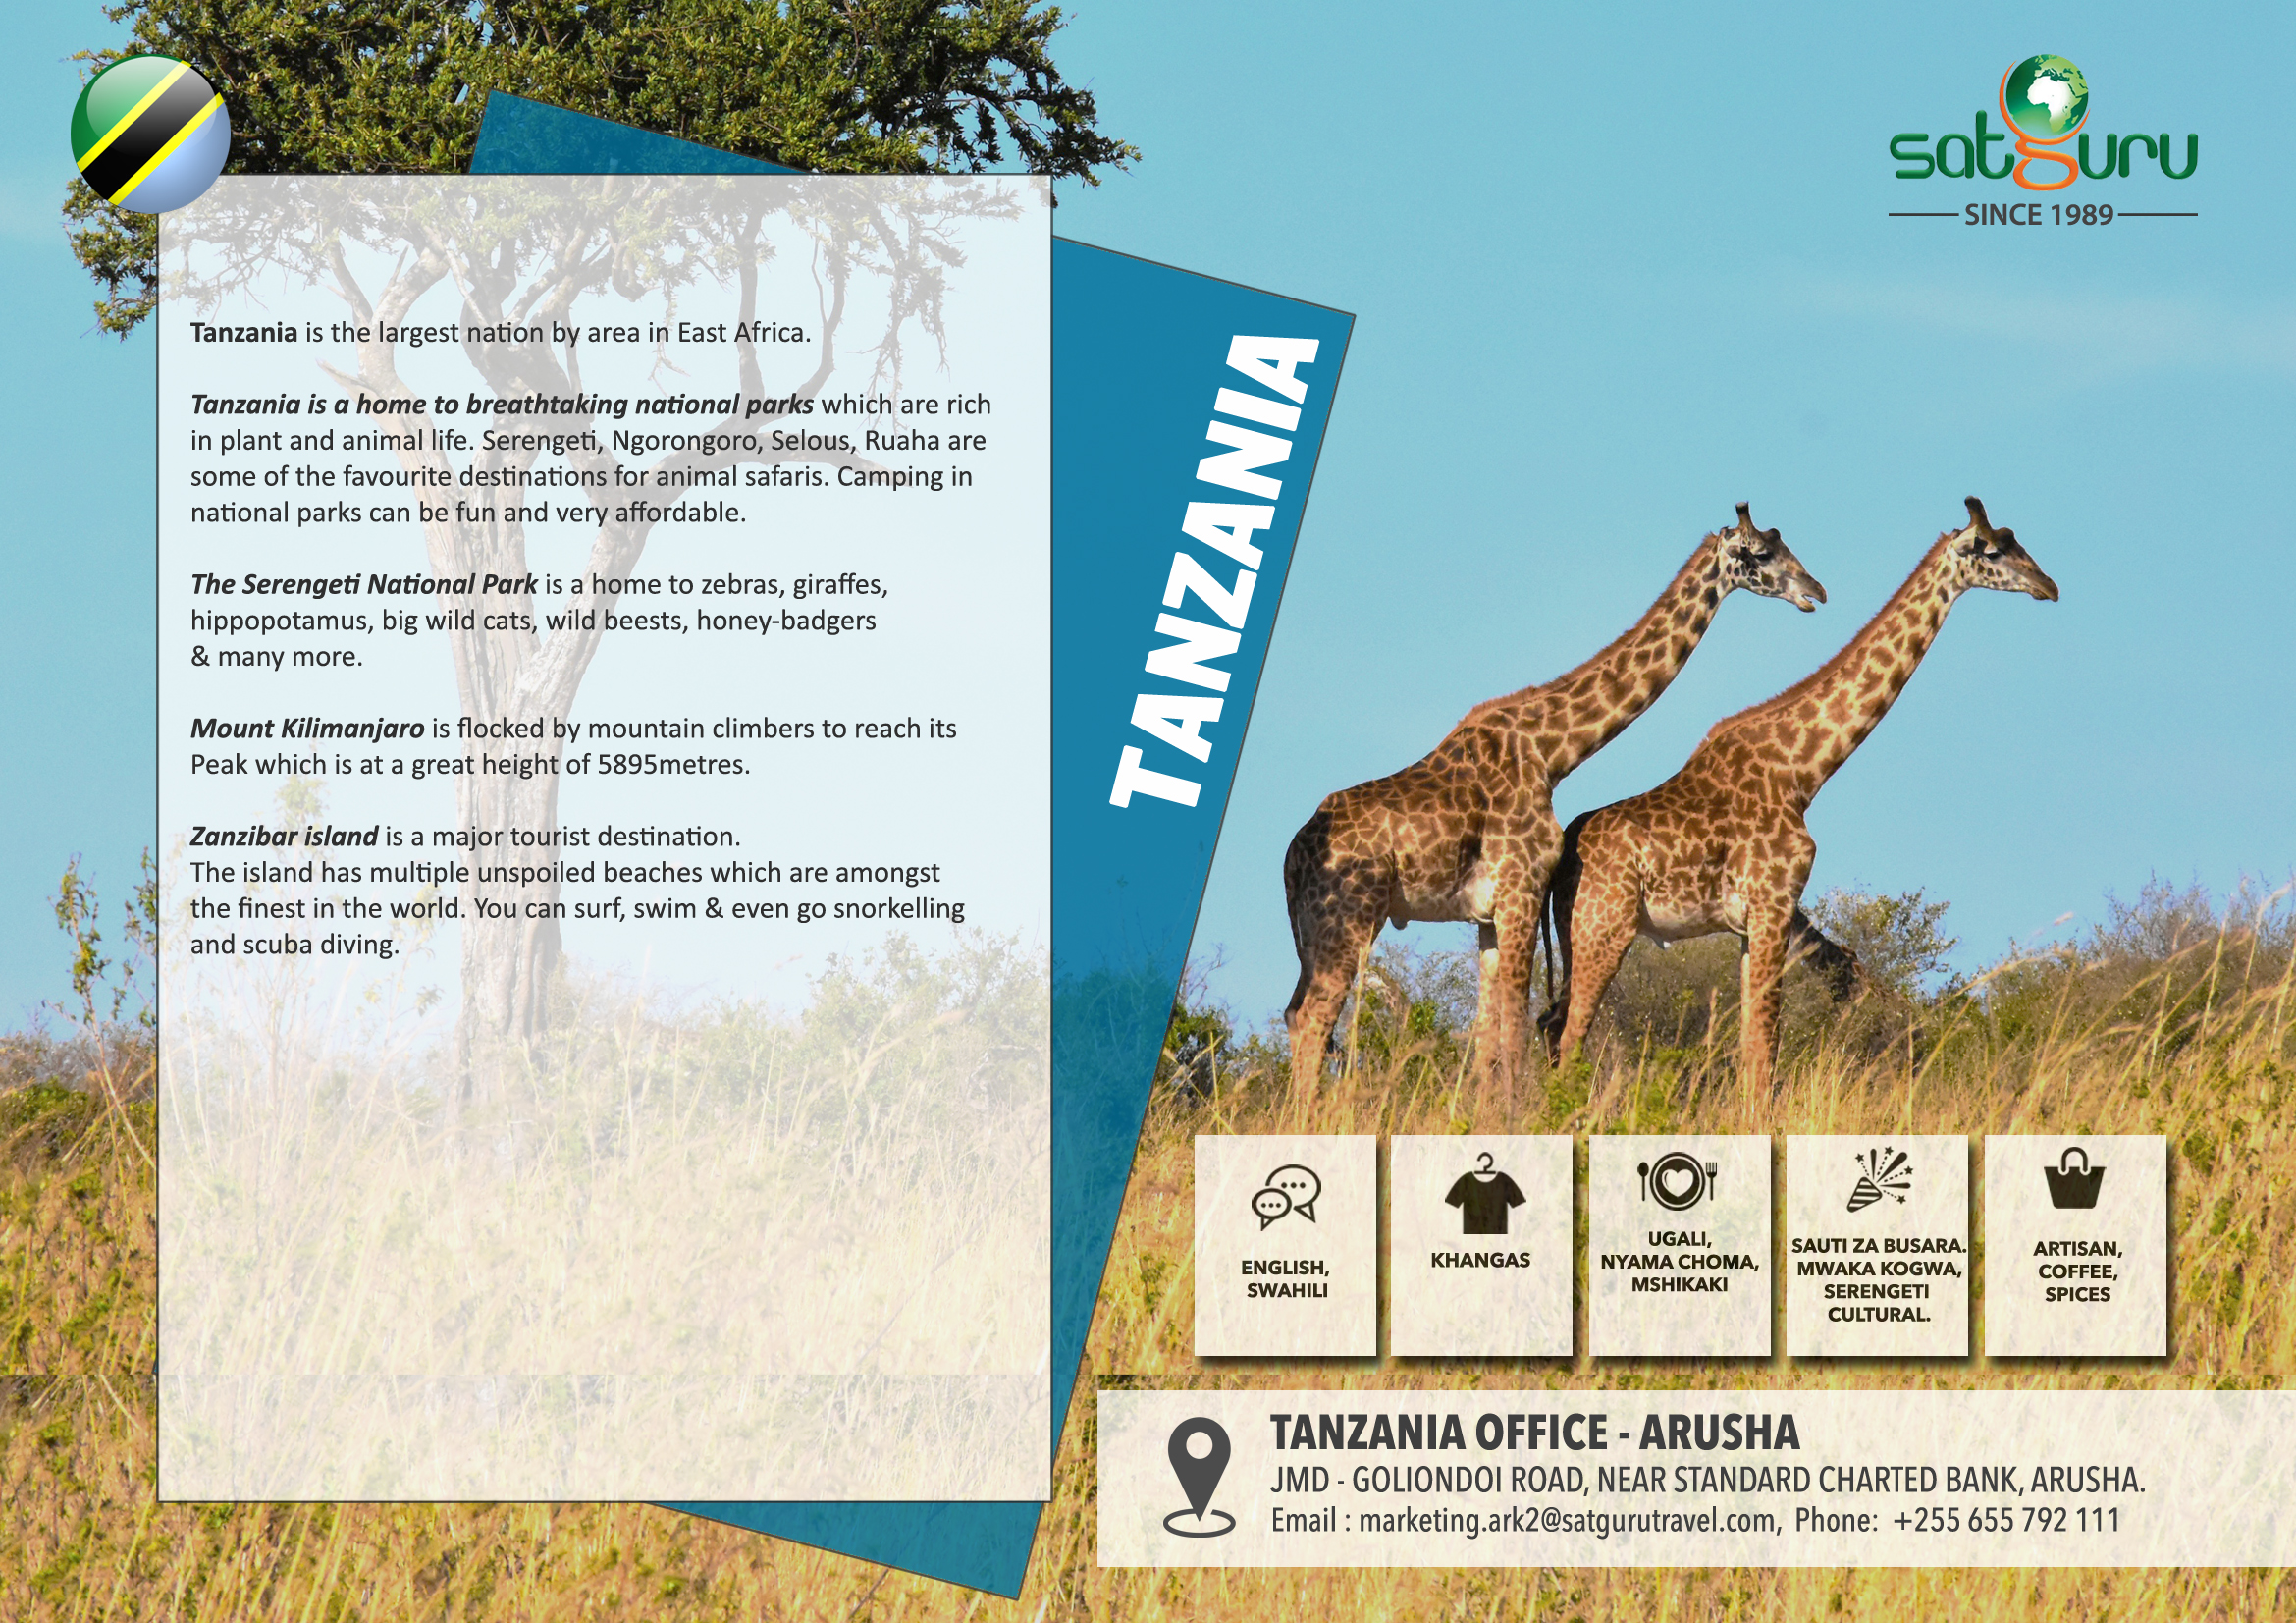 satguru
SINCE 1989
Tanzania is the largest nation by area in East Africa.
Tanzania is a home to breathtaking national parks which are rich
in plant and animal life. Serengeti, Ngorongoro, Selous, Ruaha are
some of the favourite destinations for animal safaris. Camping in
national parks can be fun and very affordable.
The Serengeti National Park is a home to zebras, giraffes,
hippopotamus, big wild cats, wild beests, honey-badgers
& many more.
Mount Kilimanjaro is flocked by mountain climbers to reach its
Peak which is at a great height of 5895metres.
Zanzibar island is a major tourist destination.
The island has multiple unspoiled beaches which are amongst
the finest in the world. You can surf, swim & even go snorkelling
and scuba diving.
TANZANIA
ENGLISH,
SWAHILI
KHANGAS
UGALI,
NYAMA CHOMA,
MSHIKAKI
SAUTI ZA BUSARA.
MWAKA KOGWA,
SERENGETI
CULTURAL.
ARTISAN,
COFFEE,
SPICES
TANZANIA OFFICE - ARUSHA
JMD - GOLIONDOI ROAD, NEAR STANDARD CHARTED BANK, ARUSHA.
Email : marketing.ark2@satgurutravel.com, Phone: +255 655 792 111